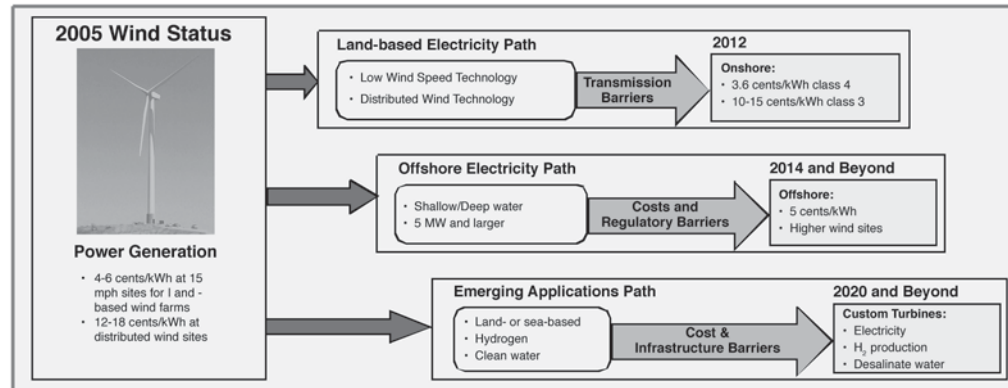 2005 Wind Status
Power Generation
• 4-6 cents/kWh at 15
mph sites for l and -
based wind farms
• 12-18 cents/kWh at
distributed wind sites
Land-based Electricity Path
• Low Wind Speed Technology
• Distributed Wind Technology
Transmission
Barriers
2012
Onshore:
• 3.6 cents/kWh class 4
• 10-15 cents/kWh class 3
Offshore Electricity Path
• Shallow/Deep water
• 5 MW and larger
Costs and
Regulatory Barriers
2014 and Beyond
Offshore:
• 5 cents/kWh
• Higher wind sites
Emerging Applications Path
• Land- or sea-based
• Hydrogen
• Clean water
Cost &
Infrastructure Barriers
2020 and Beyond
Custom Turbines:
• Electricity
• H₂ production
• Desalinate water